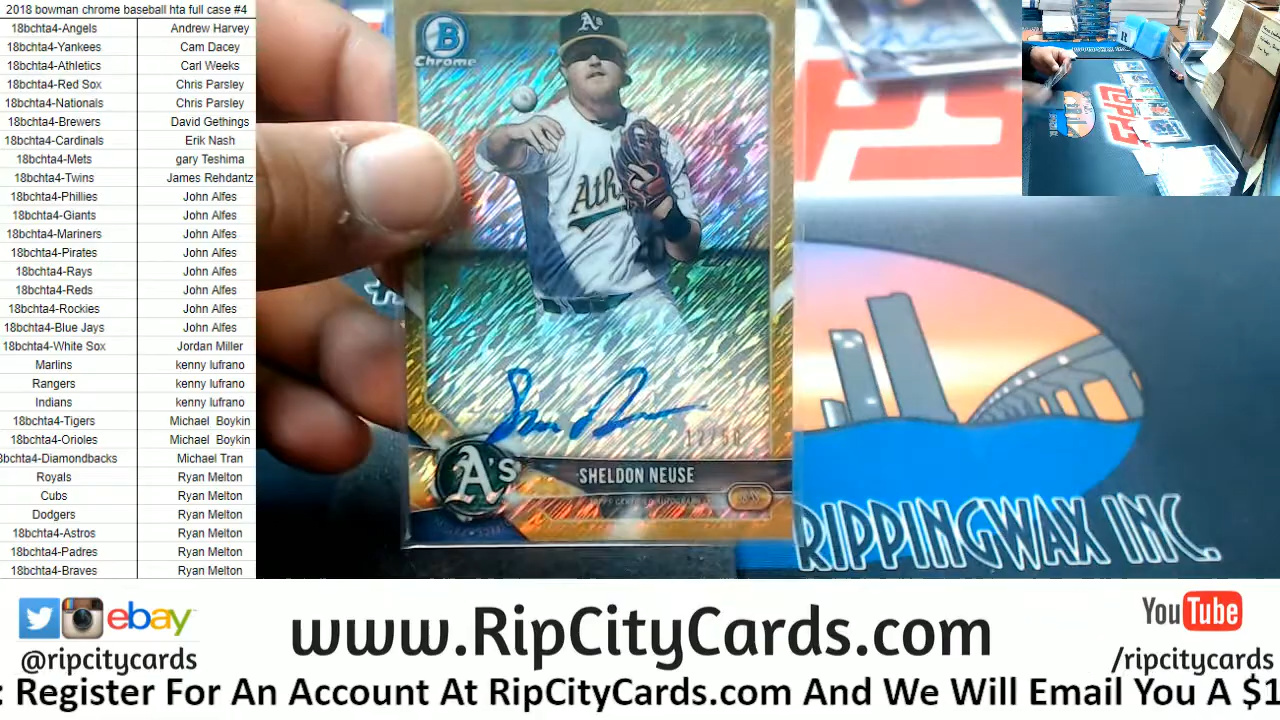 2018 bowman chrome baseball hta full case #4
18bchta4-Angels Andrew Harvey
18bchta4-Yankees Cam Dacey
18bchta4-Athletics Carl Weeks
18bchta4-Red Sox Chris Parsley
18bchta4-Nationals Chris Parsley
18bchta4-Brewers David Gethings
18bchta4-Cardinals Erik Nash
18bchta4-Mets gary Teshima
18bchta4-Twins James Rehdantz
18bchta4-Phillies John Alfes
18bchta4-Giants John Alfes
18bchta4-Mariners John Alfes
18bchta4-Pirates John Alfes
18bchta4-Rays John Alfes
18bchta4-Reds John Alfes
18bchta4-Rockies John Alfes
18bchta4-Blue Jays John Alfes
18bchta4-White Sox Jordan Miller
Marlins kenny lufrano
Rangers kenny lufrano
Indians kenny lufrano
18bchta4-Tigers Michael Boykin
18bchta4-Orioles Michael Boykin
bchta4-Diamondbacks Michael Tran
Royals Ryan Melton
Cubs Ryan Melton
Dodgers Ryan Melton
18bchta4-Astros Ryan Melton
18bchta4-Padres Ryan Melton
18bchta4-Braves Ryan Melton
B
Chrome
A's
Ath
12/50
A's
SHELDON NEUSE
RIPPINGWAX INC.
ebay
@ripcitycards
www.RipCityCards.com
YouTube
/ripcitycards
: Register For An Account At RipCityCards.com And We Will Email You A $1